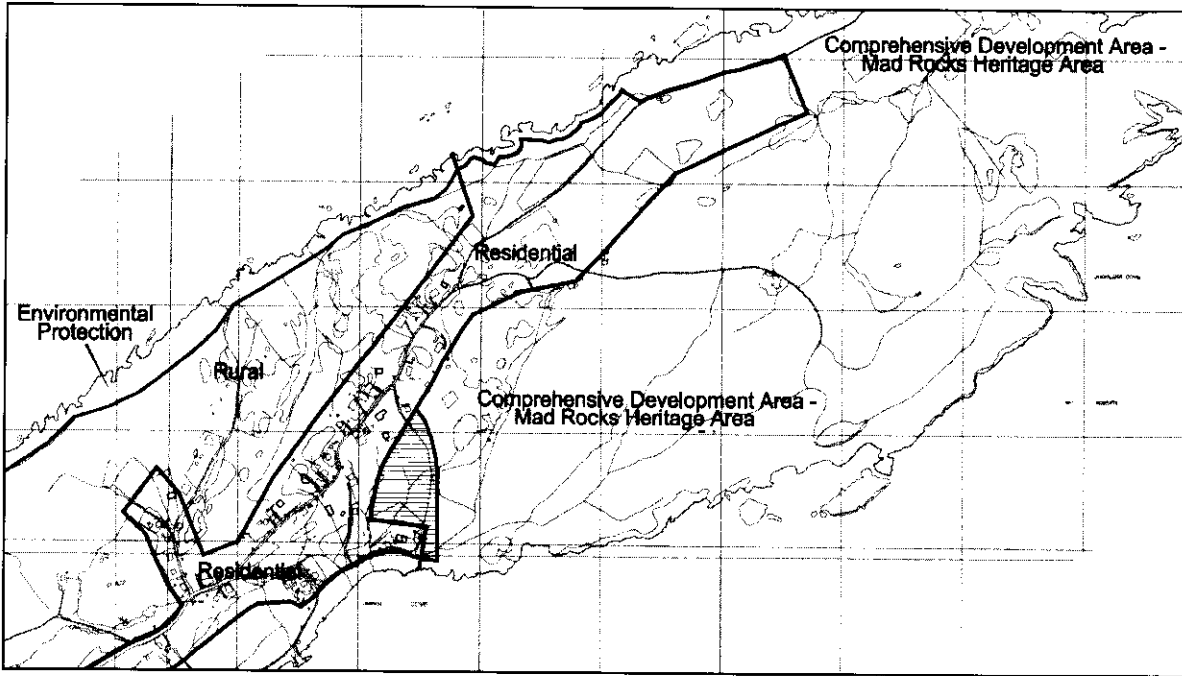 Comprehensive Development Area -
Mad Rocks Heritage Area
Residential
Environmental
Protection
Rural
Comprehensive Development Area -
Mad Rocks Heritage Area
Residential